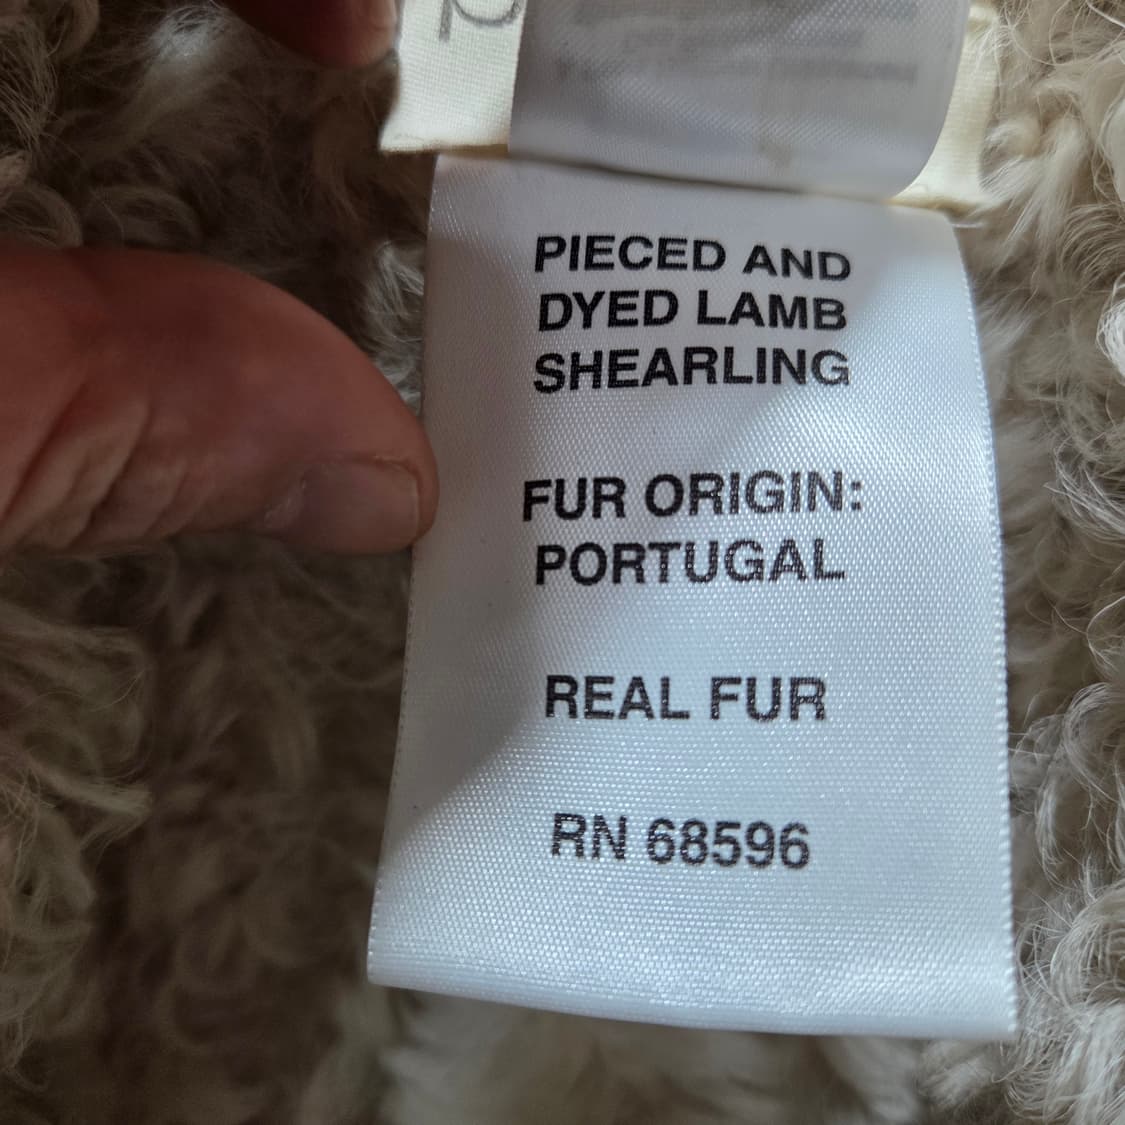 PIECED AND
DYED LAMB
SHEARLING
FUR ORIGIN:
PORTUGAL
REAL FUR
RN 68596